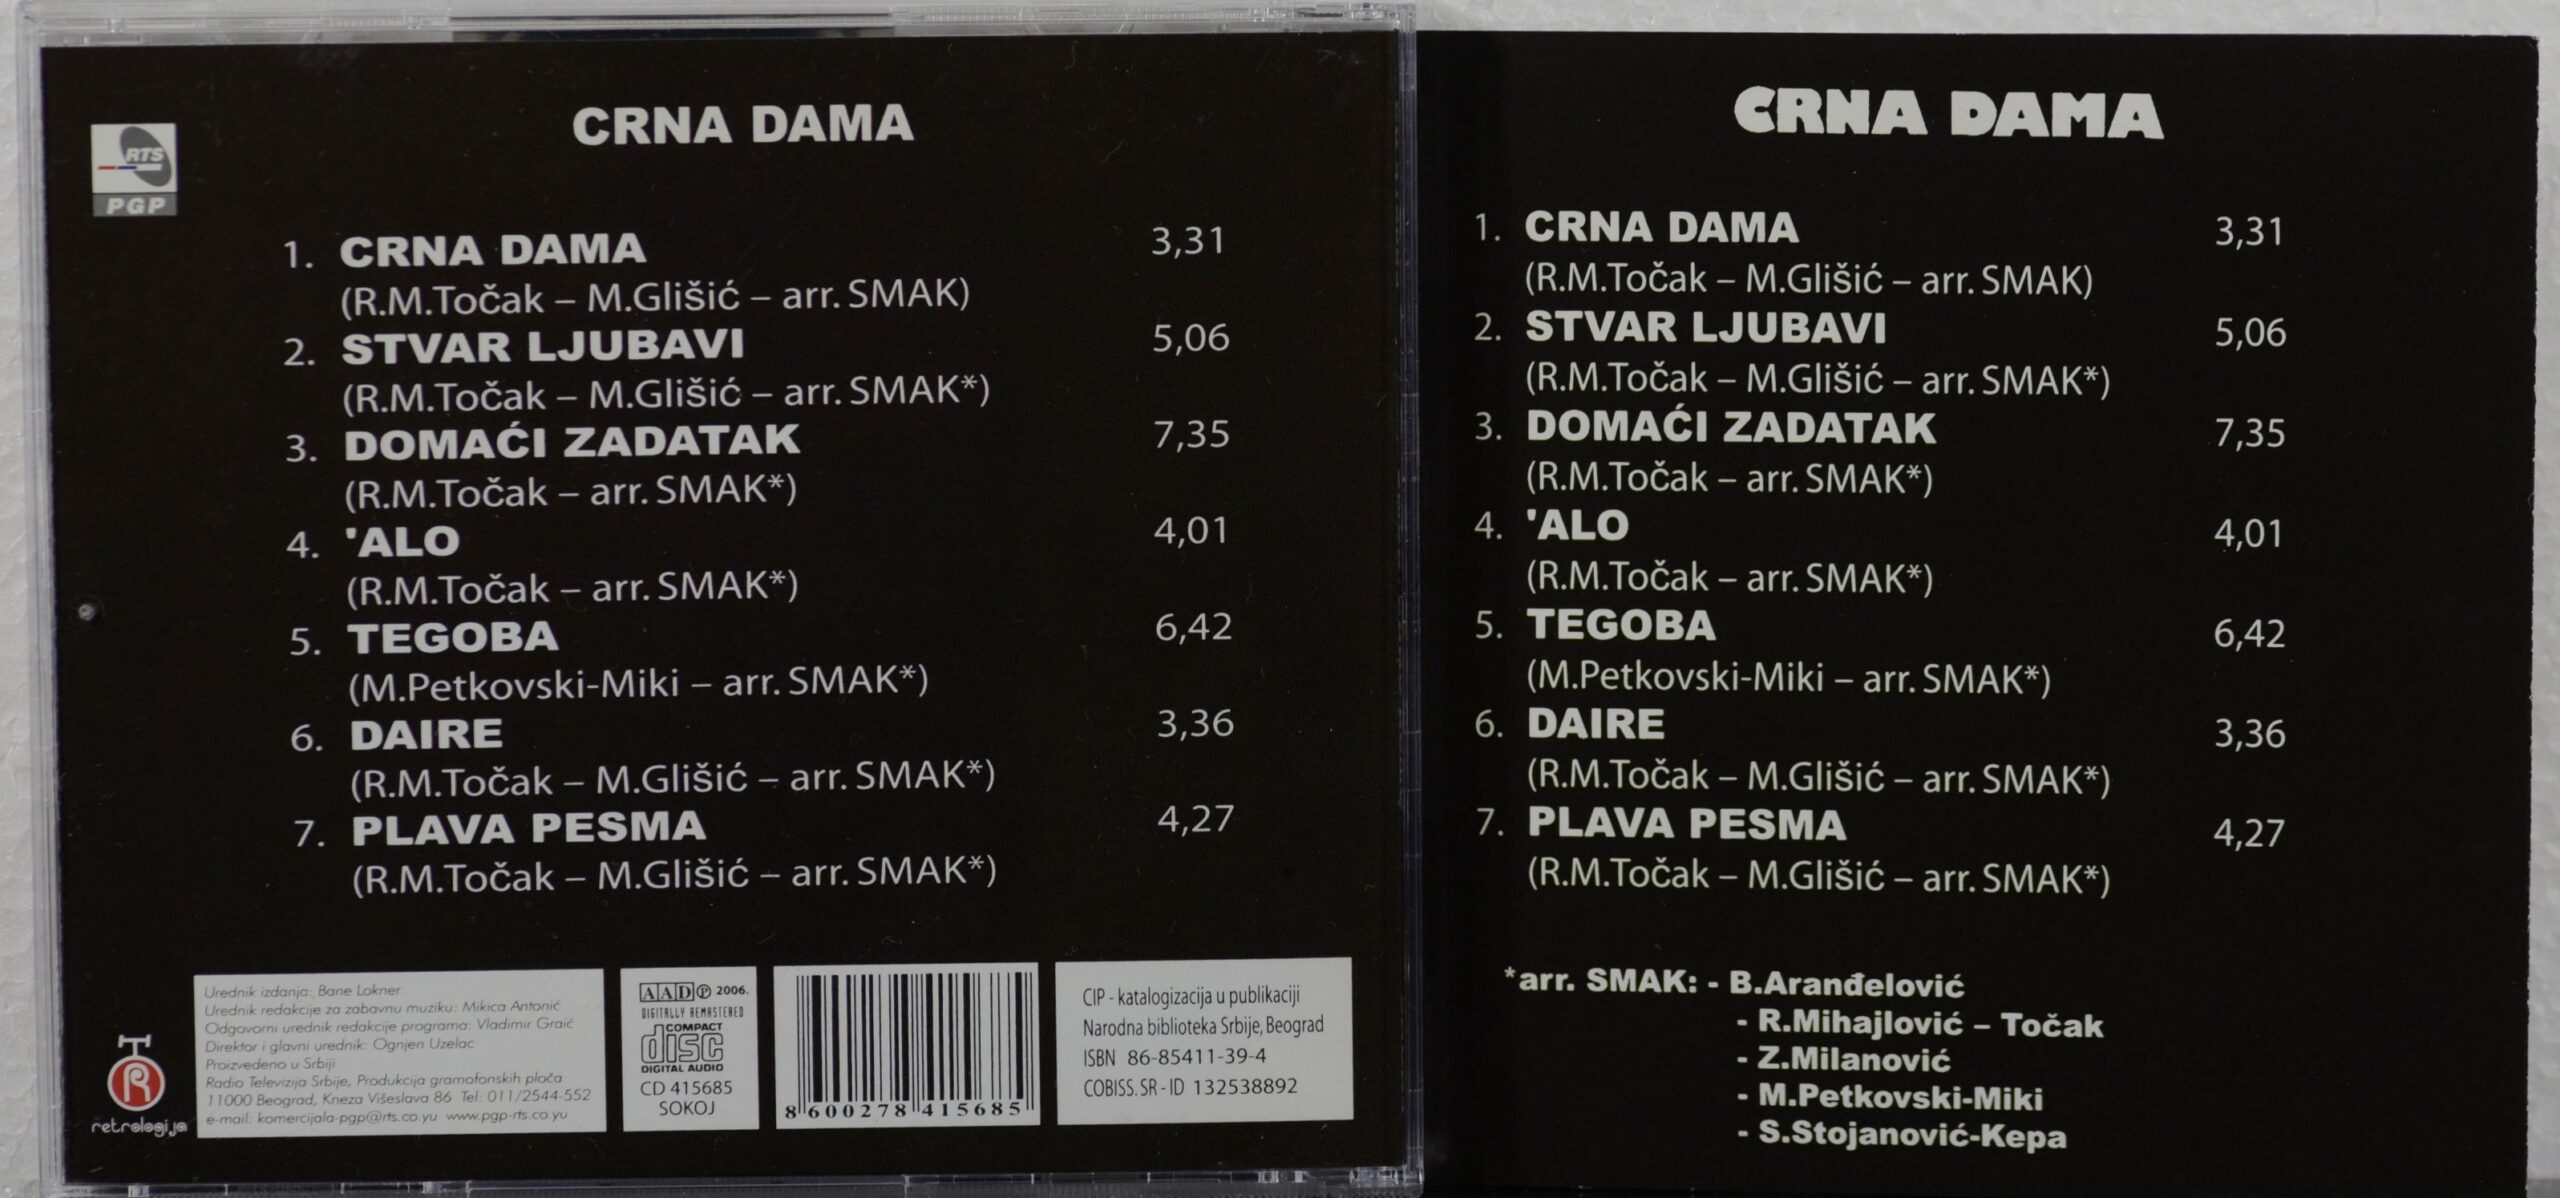 RTS
PGP
CRNA DAMA
1. CRNA DAMA 3,31
(R.M.Točak – M.Glišić – arr. SMAK)
2. STVAR LJUBAVI 5,06
(R.M.Točak – M.Glišić – arr. SMAK*)
3. DOMAĆI ZADATAK 7,35
(R.M.Točak – arr. SMAK*)
4. 'ALO 4,01
(R.M.Točak – arr. SMAK*)
5. TEGOBA 6,42
(M.Petkovski-Miki – arr. SMAK*)
6. DAIRE 3,36
(R.M.Točak – M.Glišić – arr. SMAK*)
7. PLAVA PESMA 4,27
(R.M.Točak – M.Glišić – arr. SMAK*)
R
retrologija
Urednik izdanja: Bane Lokner
Urednik redakcije za zabavnu muziku: Mikica Antonić
Odgovorni urednik redakcije programa: Vladimir Graić
Direktor i glavni urednik: Ognjen Uzelac
Proizvedeno u Srbiji
Radio Televizija Srbije, Produkcija gramofonskih ploča
11000 Beograd, Kneza Višeslava 86 Tel: 011/2544-552
e-mail: komercijala-pgp@rts.co.yu www.pgp-rts.co.yu
AAD ℗ 2006.
DIGITALLY REMASTERED
COMPACT
disc
DIGITAL AUDIO
CD 415685
SOKOJ
8 600278 415685
CIP - katalogizacija u publikaciji
Narodna biblioteka Srbije, Beograd
ISBN 86-85411-39-4
COBISS.SR - ID 132538892
CRNA DAMA
1. CRNA DAMA 3,31
(R.M.Točak – M.Glišić – arr. SMAK)
2. STVAR LJUBAVI 5,06
(R.M.Točak – M.Glišić – arr. SMAK*)
3. DOMAĆI ZADATAK 7,35
(R.M.Točak – arr. SMAK*)
4. 'ALO 4,01
(R.M.Točak – arr. SMAK*)
5. TEGOBA 6,42
(M.Petkovski-Miki – arr. SMAK*)
6. DAIRE 3,36
(R.M.Točak – M.Glišić – arr. SMAK*)
7. PLAVA PESMA 4,27
(R.M.Točak – M.Glišić – arr. SMAK*)
*arr. SMAK: - B.Aranđelović
- R.Mihajlović – Točak
- Z.Milanović
- M.Petkovski-Miki
- S.Stojanović-Kepa